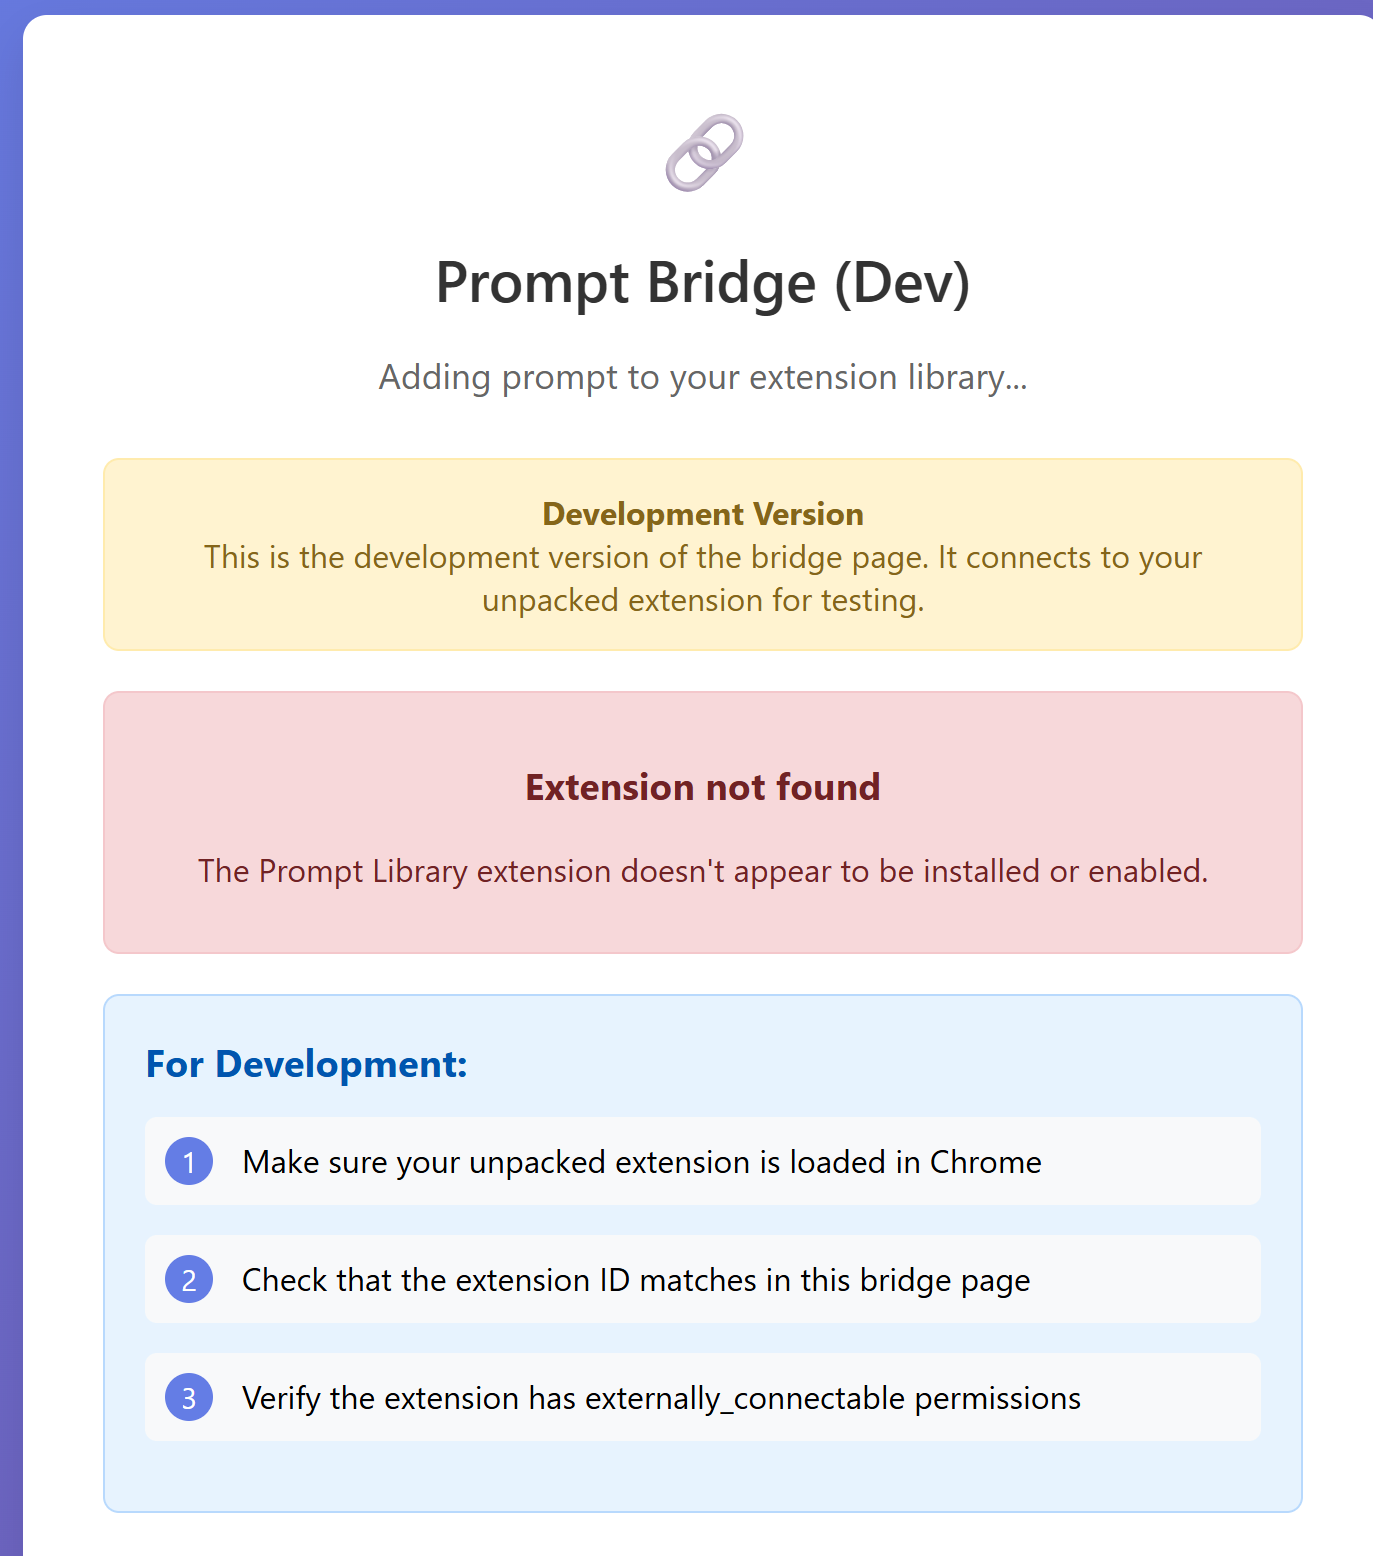 Prompt Bridge (Dev)
Adding prompt to your extension library...
Development Version
This is the development version of the bridge page. It connects to your
unpacked extension for testing.
Extension not found
The Prompt Library extension doesn't appear to be installed or enabled.
For Development:
1 Make sure your unpacked extension is loaded in Chrome
2 Check that the extension ID matches in this bridge page
3 Verify the extension has externally_connectable permissions